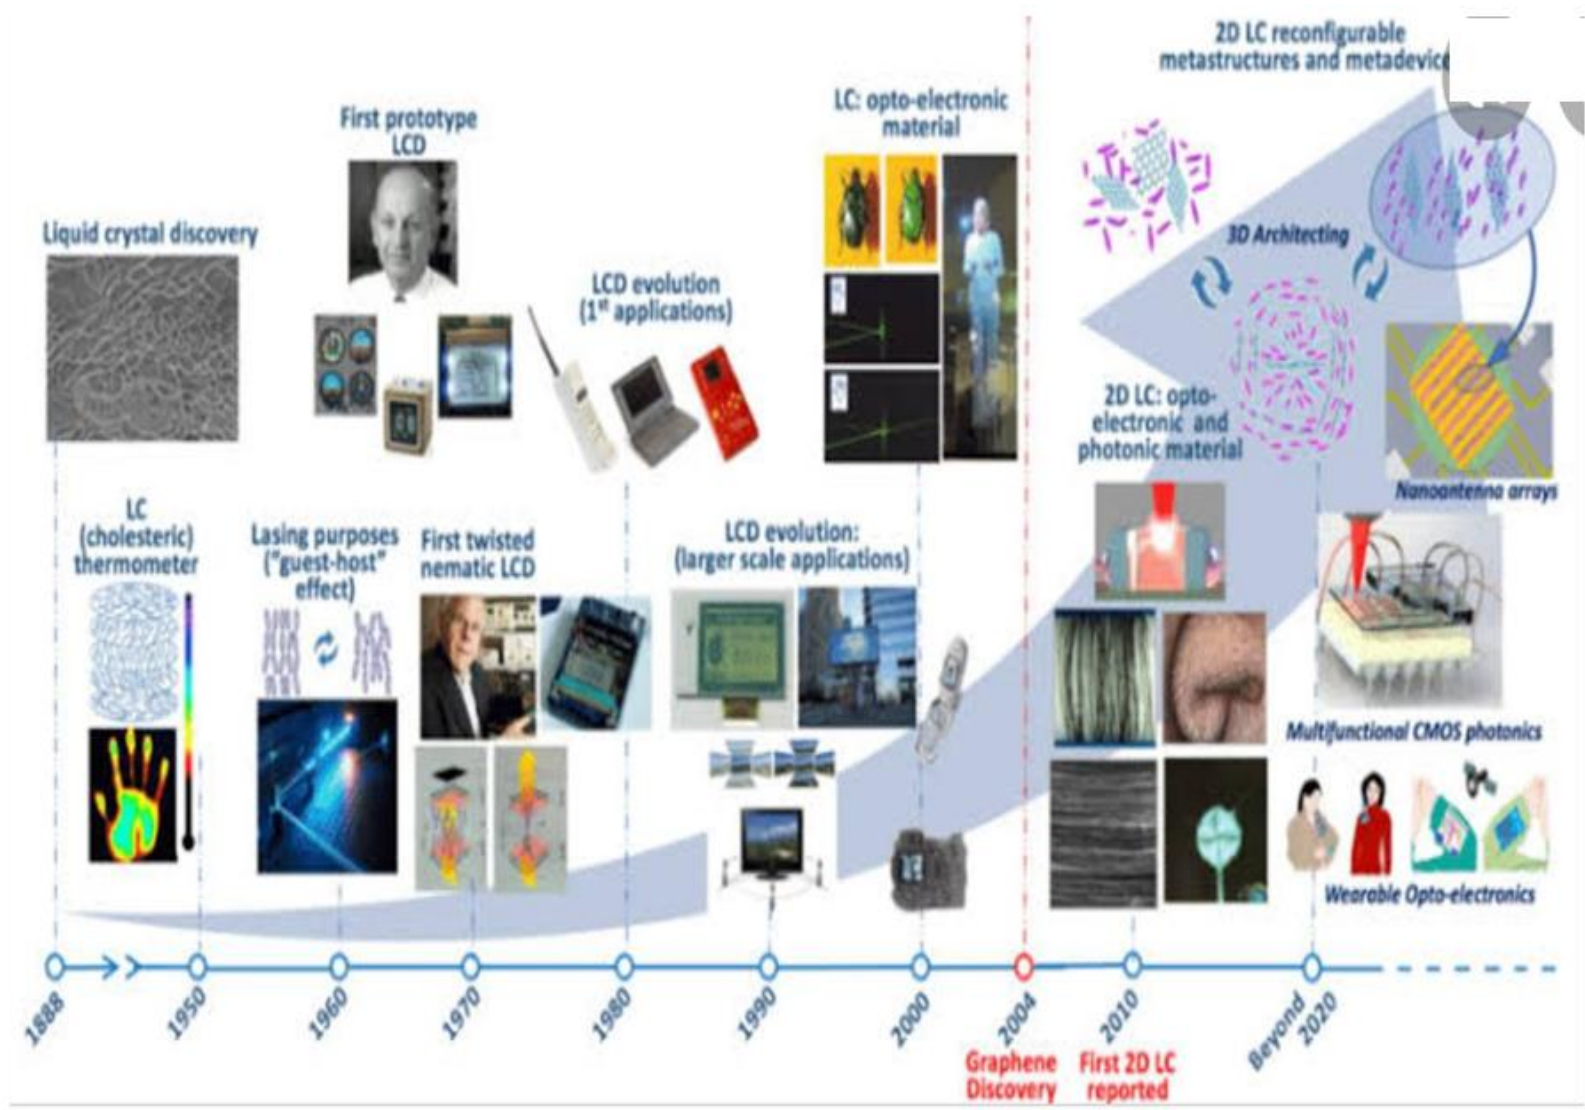 2D LC reconfigurable
metastructures and metadevice
LC: opto-electronic
material
First prototype
LCD
Liquid crystal discovery
3D Architecting
LCD evolution
(1st applications)
2D LC: opto-
electronic and
photonic material
Nanoantenna arrays
LC
(cholesteric)
thermometer
Lasing purposes
("guest-host"
effect)
First twisted
nematic LCD
LCD evolution:
(larger scale applications)
Multifunctional CMOS photonics
Wearable Opto-electronics
1888
1950
1960
1970
1980
1990
2000
2004
2010
Beyond
2020
Graphene
Discovery
First 2D LC
reported